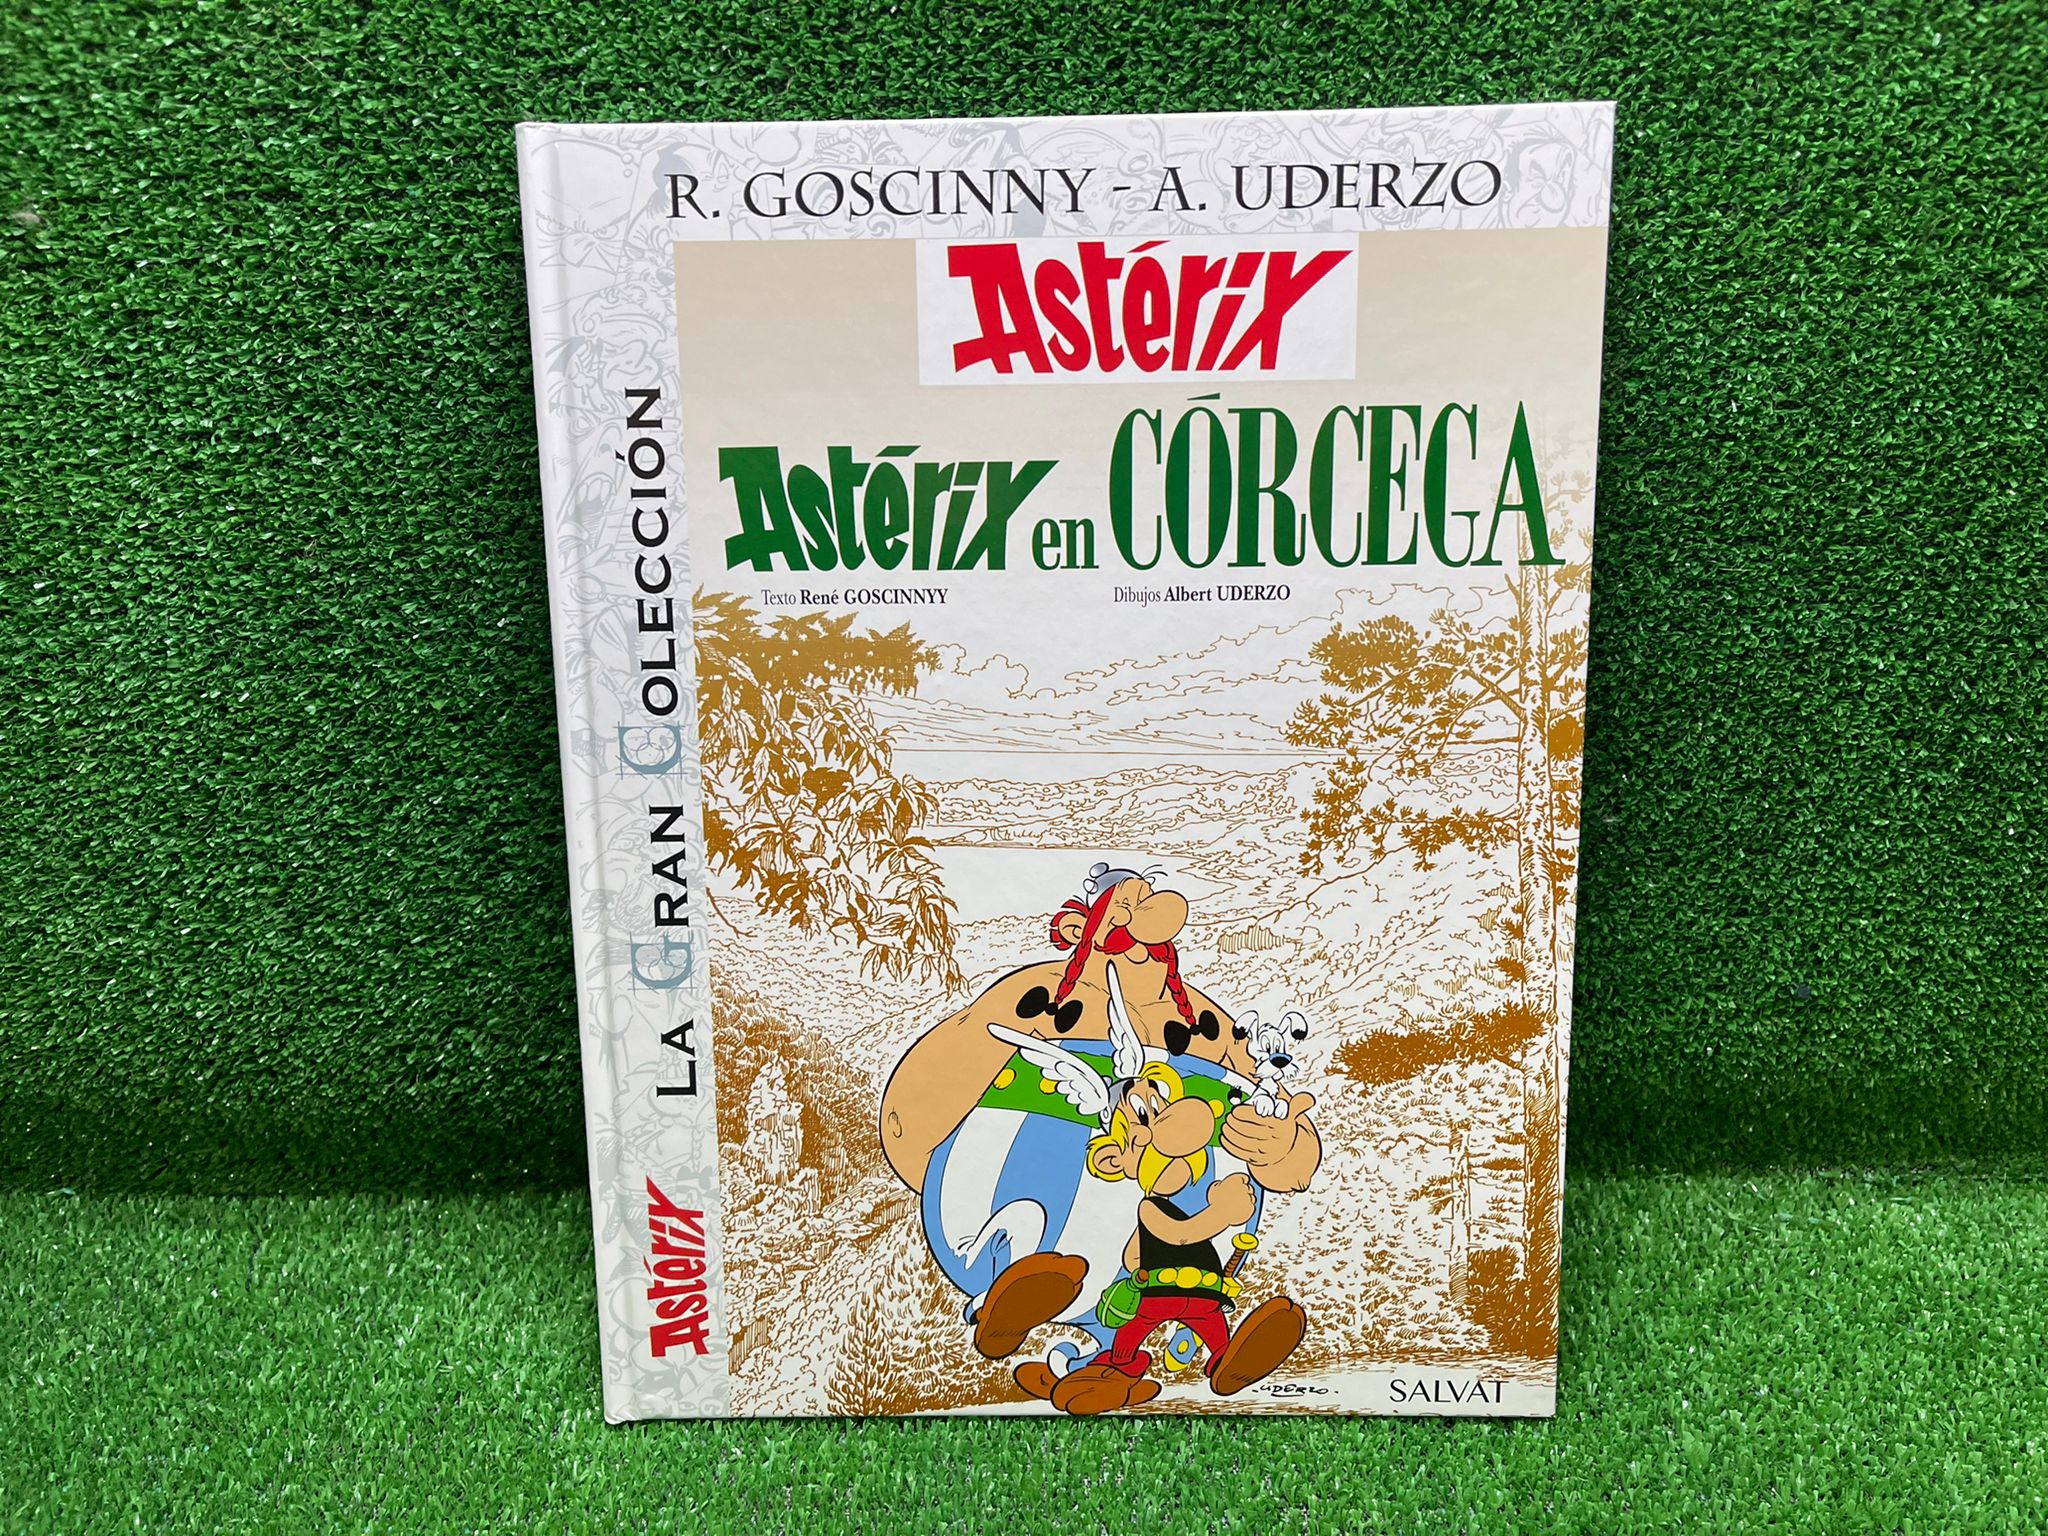 R. GOSCINNY - A. UDERZO
Astérix
Astérix en CÓRCEGA
Texto René GOSCINNYY
Dibujos Albert UDERZO
LA GRAN COLECCIÓN
Astérix
UDERZO
SALVAT